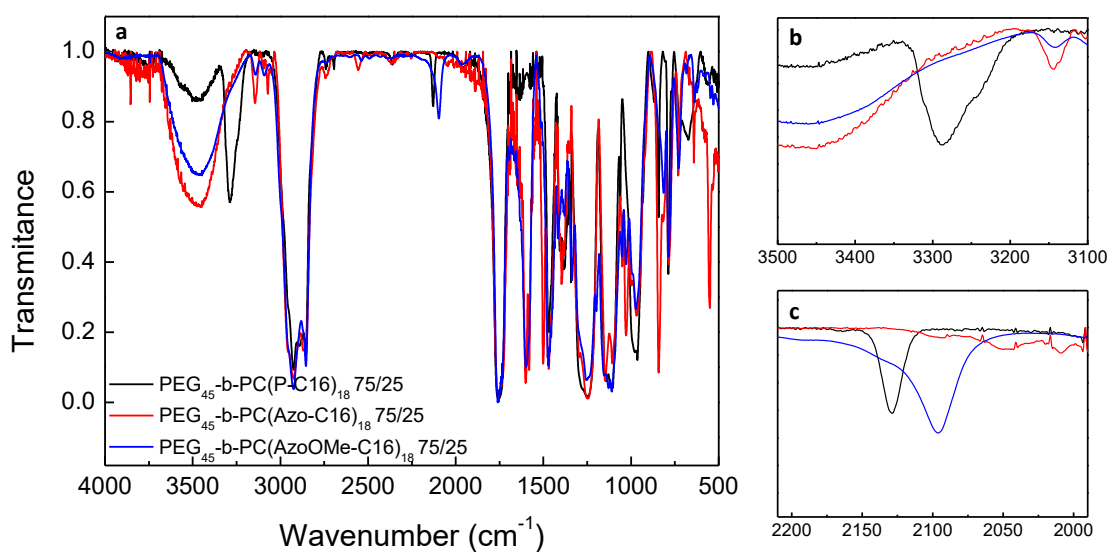 a
1.0
0.8
0.6
0.4
0.2
0.0
Transmitance
PEG₄₅-b-PC(P-C16)₁₈ 75/25
PEG₄₅-b-PC(Azo-C16)₁₈ 75/25
PEG₄₅-b-PC(AzoOMe-C16)₁₈ 75/25
4000 3500 3000 2500 2000 1500 1000 500
Wavenumber (cm⁻¹)
b
3500 3400 3300 3200 3100
c
2200 2150 2100 2050 2000